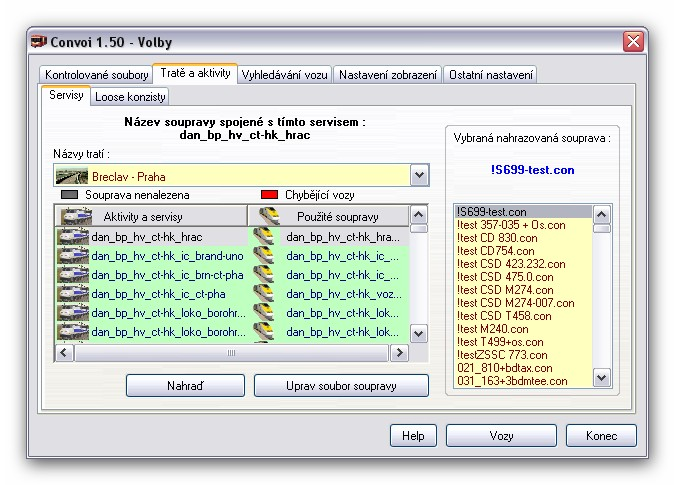 Convoi 1.50 - Volby
Kontrolované soubory
Tratě a aktivity
Vyhledávání vozu
Nastavení zobrazení
Ostatní nastavení
Servisy
Loose konzisty
Název soupravy spojené s tímto servisem :
dan_bp_hv_ct-hk_hrac
Názvy tratí :
Breclav - Praha
Souprava nenalezena
Chybějící vozy
Aktivity a servisy
Použité soupravy
dan_bp_hv_ct-hk_hrac
dan_bp_hv_ct-hk_hra...
dan_bp_hv_ct-hk_ic_brand-uno
dan_bp_hv_ct-hk_ic_...
dan_bp_hv_ct-hk_ic_brn-ct-pha
dan_bp_hv_ct-hk_ic_...
dan_bp_hv_ct-hk_ic_ct-pha
dan_bp_hv_ct-hk_voz...
dan_bp_hv_ct-hk_loko_borohr...
dan_bp_hv_ct-hk_lok...
dan_bp_hv_ct-hk_loko_borohr...
dan_bp_hv_ct-hk_lok...
Nahraď
Uprav soubor soupravy
Vybraná nahrazovaná souprava :
!S699-test.con
!S699-test.con
!test 357-035 + Os.con
!test CD 830.con
!test CD754.con
!test CSD 423.232.con
!test CSD 475.0.con
!test CSD M274.con
!test CSD M274-007.con
!test CSD T458.con
!test M240.con
!test T499+os.con
!testZSSC 773.con
021_810+bdtax.con
031_163+3bdmtee.con
Help
Vozy
Konec